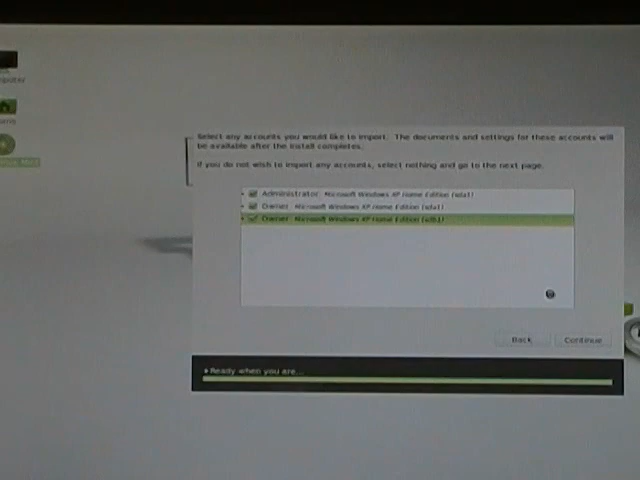 Select any accounts you would like to import. The documents and settings for these accounts will
be available after the install completes.
If you do not wish to import any accounts, select nothing and go to the next page.
Administrator Microsoft Windows XP Home Edition (sda1)
Owner Microsoft Windows XP Home Edition (sda1)
Owner Microsoft Windows XP Home Edition (sdb1)
Back Continue
Ready when you are...